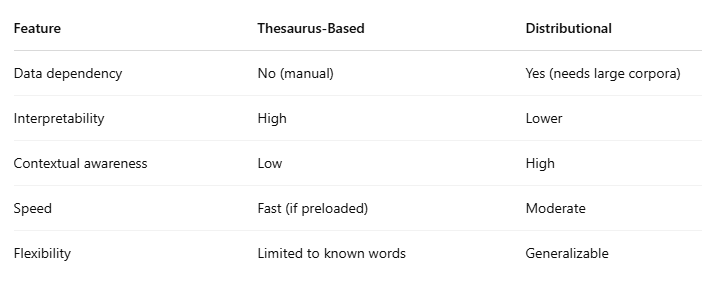 Feature Thesaurus-Based Distributional
Data dependency No (manual) Yes (needs large corpora)
Interpretability High Lower
Contextual awareness Low High
Speed Fast (if preloaded) Moderate
Flexibility Limited to known words Generalizable